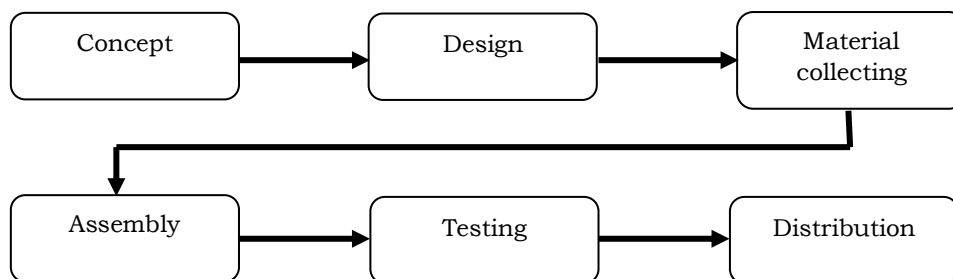 Concept
Design
Material
collecting
Assembly
Testing
Distribution